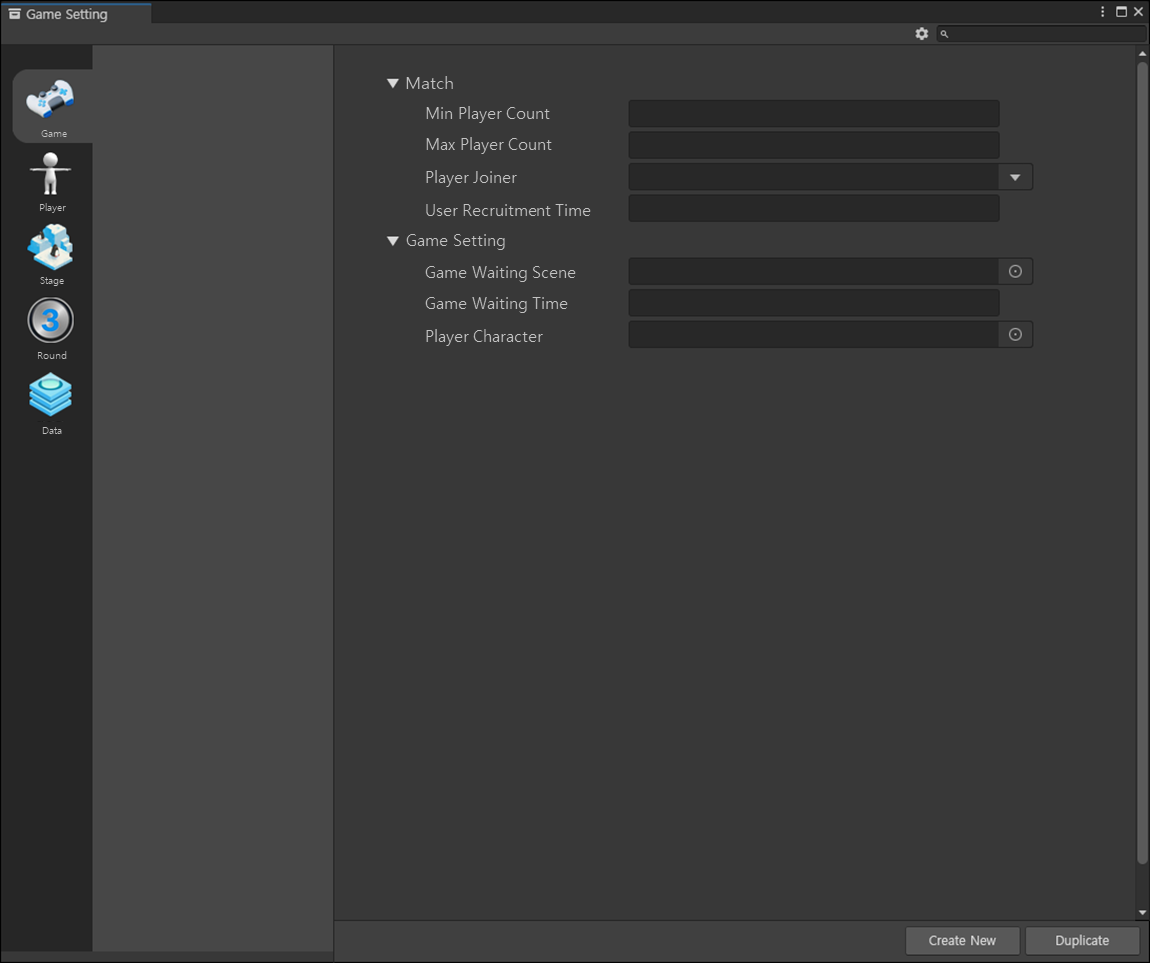 Game Setting
Game
Player
Stage
3
Round
Data
Match
Min Player Count
Max Player Count
Player Joiner
User Recruitment Time
Game Setting
Game Waiting Scene
Game Waiting Time
Player Character
Create New
Duplicate